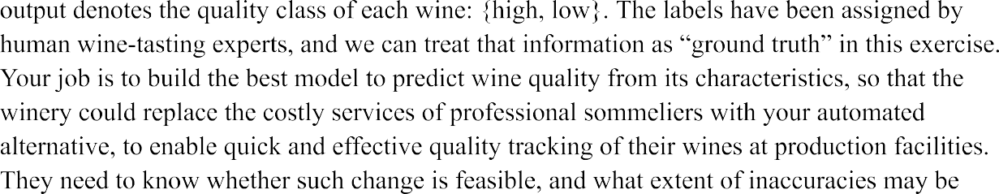 output denotes the quality class of each wine: {high, low}. The labels have been assigned by
human wine-tasting experts, and we can treat that information as “ground truth” in this exercise.
Your job is to build the best model to predict wine quality from its characteristics, so that the
winery could replace the costly services of professional sommeliers with your automated
alternative, to enable quick and effective quality tracking of their wines at production facilities.
They need to know whether such change is feasible, and what extent of inaccuracies may be